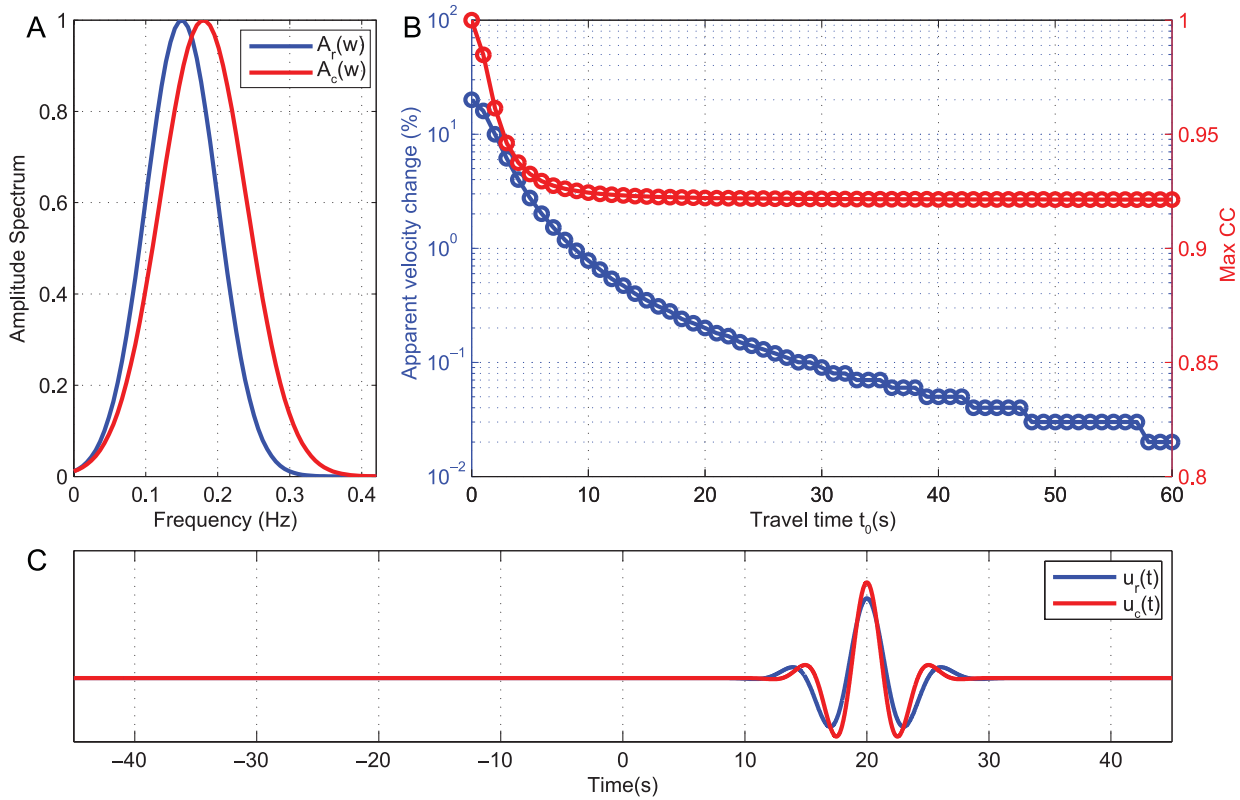 A
Amplitude Spectrum
1
0.8
0.6
0.4
0.2
0
0 0.1 0.2 0.3 0.4
Frequency (Hz)
A_r(w)
A_c(w)
B
Apparent velocity change (%)
10^2
10^1
10^0
10^-1
10^-2
0 10 20 30 40 50 60
Travel time t_0(s)
1
0.95
0.9
0.85
0.8
Max CC
C
u_r(t)
u_c(t)
−40 −30 −20 −10 0 10 20 30 40
Time(s)